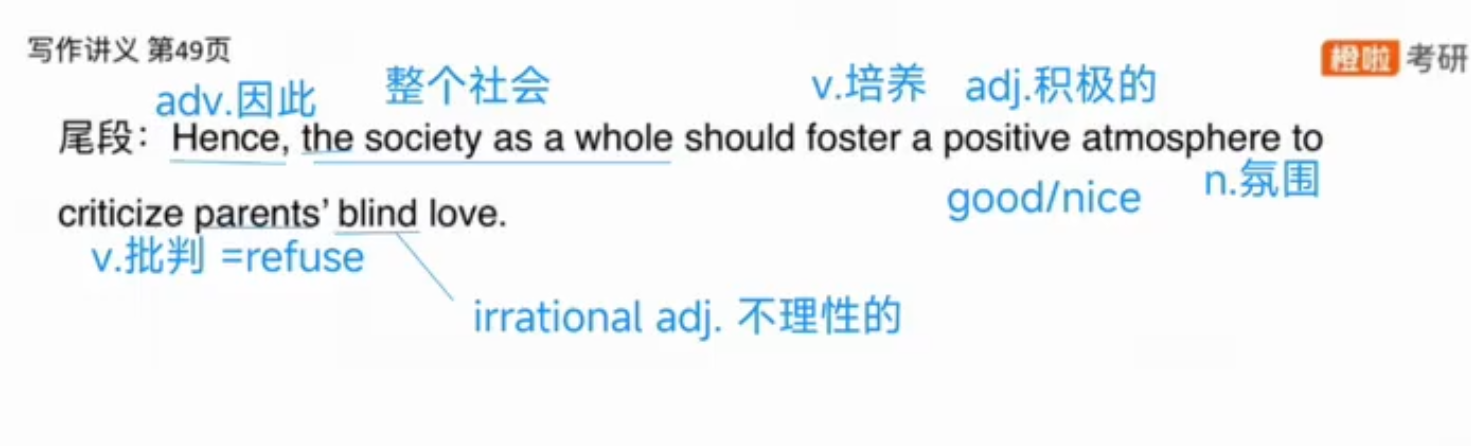 写作讲义 第49页
橙啦 考研
adv.因此 整个社会 v.培养 adj.积极的
尾段：Hence, the society as a whole should foster a positive atmosphere to
good/nice n.氛围
criticize parents’ blind love.
v.批判 =refuse
irrational adj. 不理性的